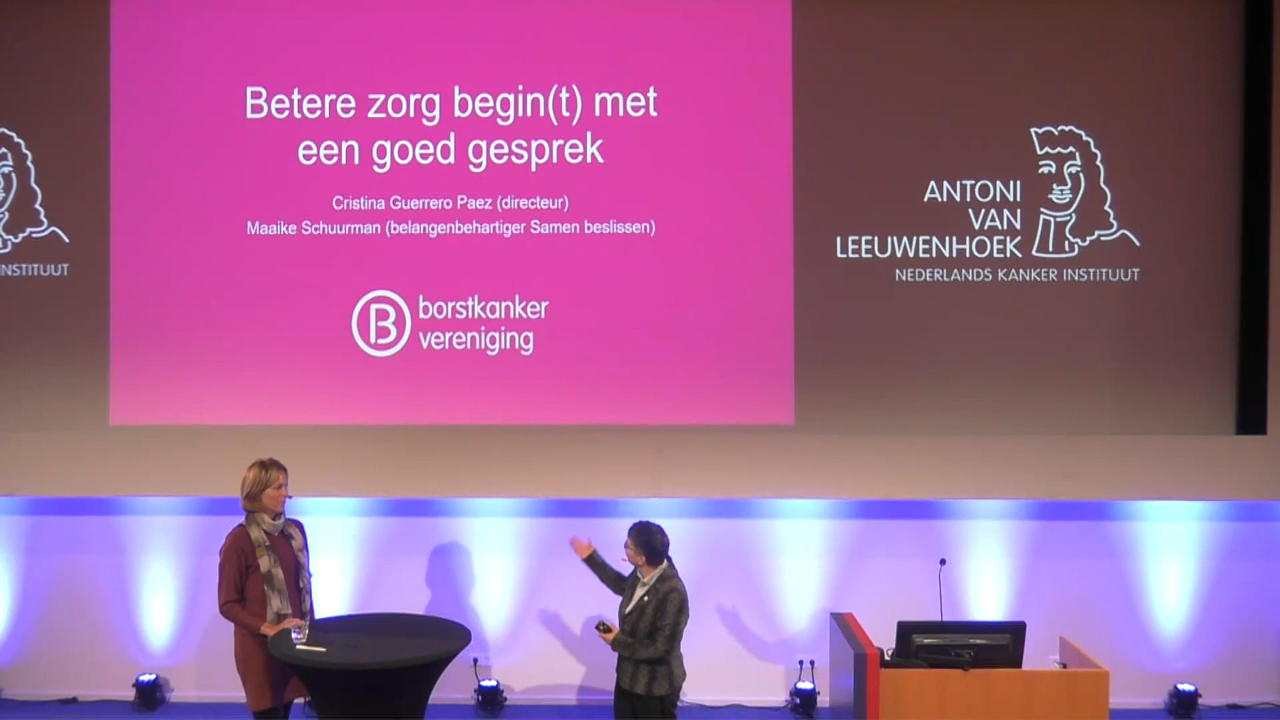 Betere zorg begin(t) met
een goed gesprek
Cristina Guerrero Paez (directeur)
Maaike Schuurman (belangenbehartiger Samen beslissen)
B borstkanker
vereniging
ANTONI
VAN
LEEUWENHOEK
NEDERLANDS KANKER INSTITUUT
INSTITUUT